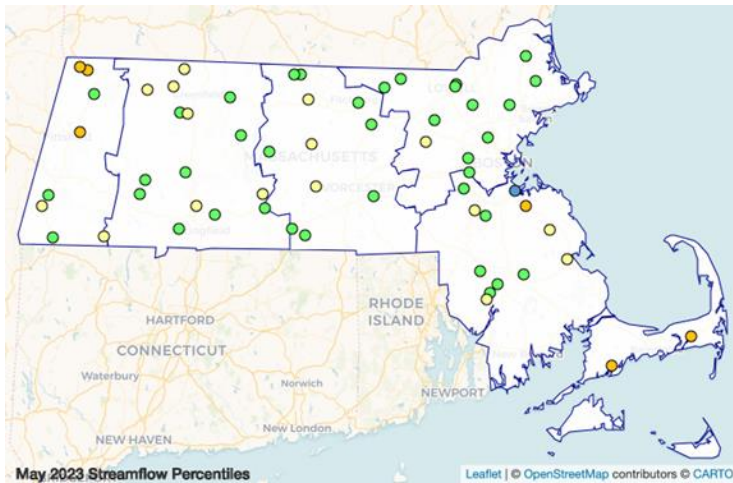 MASSACHUSETTS
WORCESTER
BOSTON
RHODE
ISLAND
HARTFORD
CONNECTICUT
Waterbury
Norwich
NEWPORT
New London
NEW HAVEN
May 2023 Streamflow Percentiles
Leaflet | © OpenStreetMap contributors © CARTO